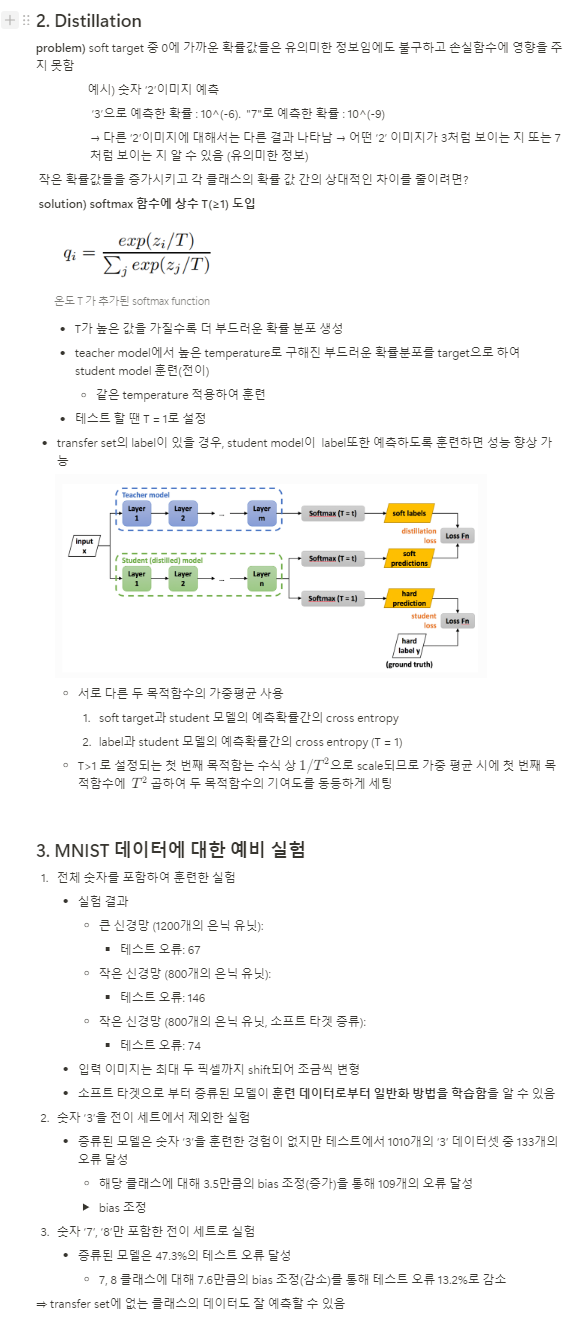 2. Distillation
problem) soft target 중 0에 가까운 확률값들은 유의미한 정보임에도 불구하고 손실함수에 영향을 주
지 못함
예시) 숫자 ‘2’이미지 예측
‘3’으로 예측한 확률 : 10^(-6). "7"로 예측한 확률 : 10^(-9)
→ 다른 ‘2’이미지에 대해서는 다른 결과 나타남 → 어떤 ‘2’ 이미지가 3처럼 보이는 지 또는 7
처럼 보이는 지 알 수 있음 (유의미한 정보)
작은 확률값들을 증가시키고 각 클래스의 확률 값 간의 상대적인 차이를 줄이려면?
solution) softmax 함수에 상수 T(≥1) 도입
q_i = exp(z_i/T) / ∑_j exp(z_j/T)
온도 T 가 추가된 softmax function
• T가 높은 값을 가질수록 더 부드러운 확률 분포 생성
• teacher model에서 높은 temperature로 구해진 부드러운 확률분포를 target으로 하여
student model 훈련(전이)
◦ 같은 temperature 적용하여 훈련
• 테스트 할 땐 T = 1로 설정
• transfer set의 label이 있을 경우, student model이 label또한 예측하도록 훈련하면 성능 향상 가
능
Teacher model
Layer 1
Layer 2
...
Layer m
Softmax (T = t)
soft labels
input x
distillation loss
Loss Fn
Student (distilled) model
Layer 1
Layer 2
...
Layer n
Softmax (T = t)
soft predictions
Softmax (T = 1)
hard prediction
student loss
Loss Fn
hard label y
(ground truth)
◦ 서로 다른 두 목적함수의 가중평균 사용
1. soft target과 student 모델의 예측확률간의 cross entropy
2. label과 student 모델의 예측확률간의 cross entropy (T = 1)
◦ T>1 로 설정되는 첫 번째 목적함는 수식 상 1/T²으로 scale되므로 가중 평균 시에 첫 번째 목
적함수에 T² 곱하여 두 목적함수의 기여도를 동등하게 세팅
3. MNIST 데이터에 대한 예비 실험
1. 전체 숫자를 포함하여 훈련한 실험
• 실험 결과
◦ 큰 신경망 (1200개의 은닉 유닛):
▪ 테스트 오류: 67
◦ 작은 신경망 (800개의 은닉 유닛):
▪ 테스트 오류: 146
◦ 작은 신경망 (800개의 은닉 유닛, 소프트 타겟 증류):
▪ 테스트 오류: 74
• 입력 이미지는 최대 두 픽셀까지 shift되어 조금씩 변형
• 소프트 타겟으로 부터 증류된 모델이 훈련 데이터로부터 일반화 방법을 학습함을 알 수 있음
2. 숫자 ‘3’을 전이 세트에서 제외한 실험
• 증류된 모델은 숫자 ‘3’을 훈련한 경험이 없지만 테스트에서 1010개의 ‘3’ 데이터셋 중 133개의
오류 달성
◦ 해당 클래스에 대해 3.5만큼의 bias 조정(증가)을 통해 109개의 오류 달성
▶ bias 조정
3. 숫자 ‘7’, ‘8’만 포함한 전이 세트로 실험
• 증류된 모델은 47.3%의 테스트 오류 달성
◦ 7, 8 클래스에 대해 7.6만큼의 bias 조정(감소)를 통해 테스트 오류 13.2%로 감소
⇒ transfer set에 없는 클래스의 데이터도 잘 예측할 수 있음